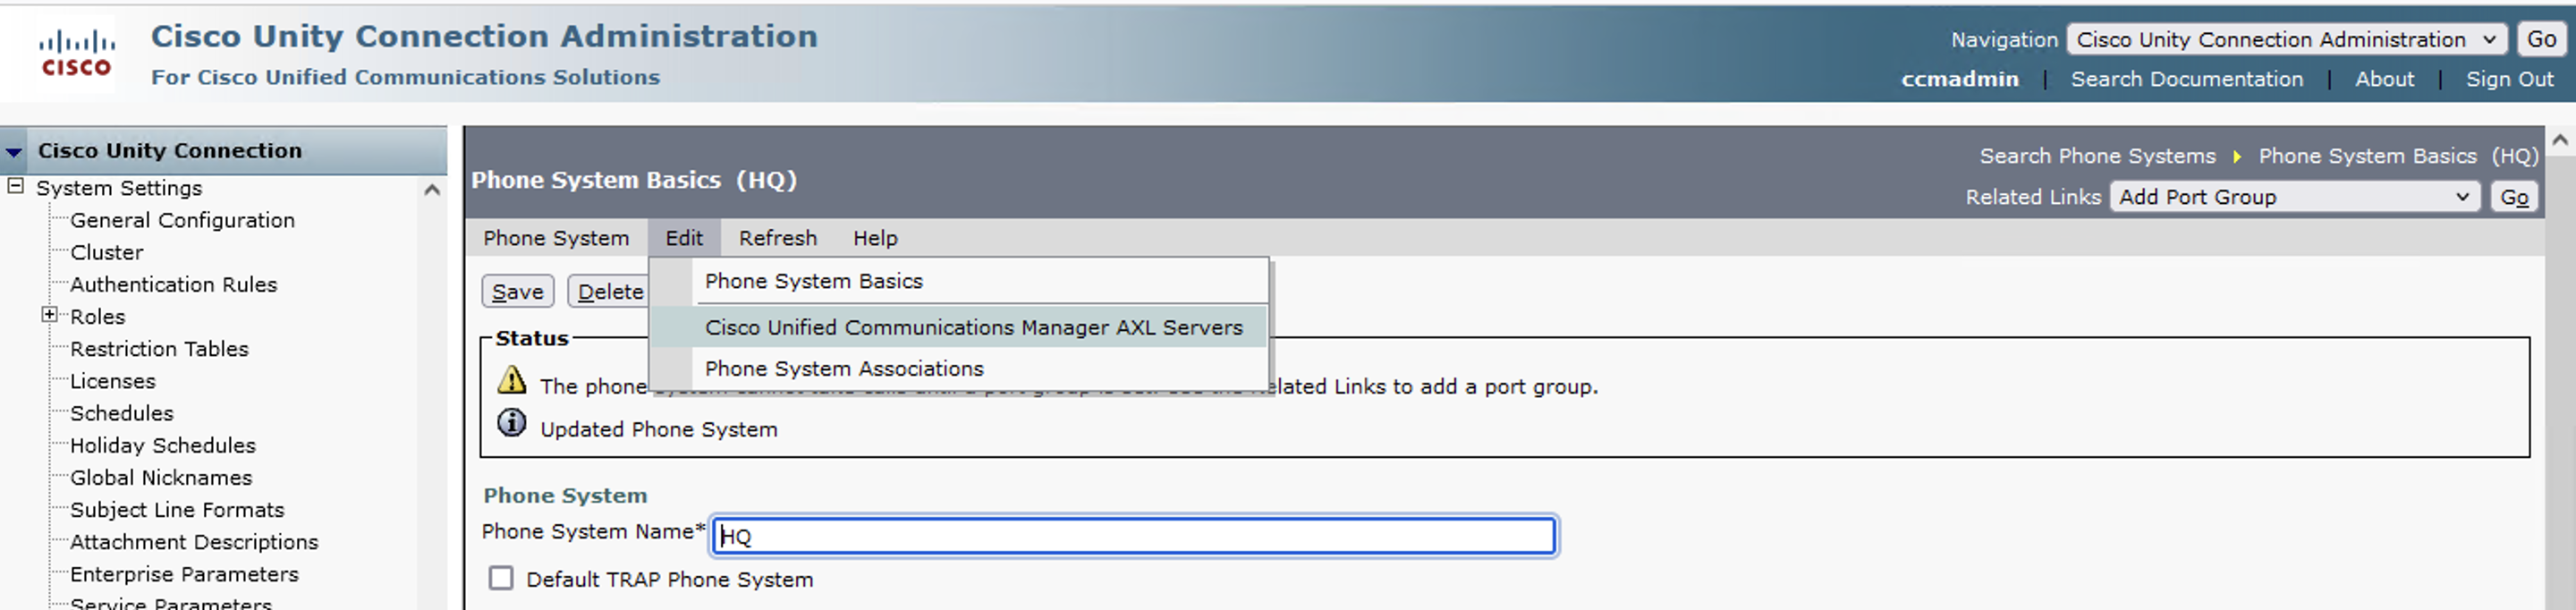 CISCO
Cisco Unity Connection Administration
For Cisco Unified Communications Solutions
Navigation Cisco Unity Connection Administration Go
ccmadmin | Search Documentation | About | Sign Out
Cisco Unity Connection
System Settings
General Configuration
Cluster
Authentication Rules
Roles
Restriction Tables
Licenses
Schedules
Holiday Schedules
Global Nicknames
Subject Line Formats
Attachment Descriptions
Enterprise Parameters
Service Parameters
Search Phone Systems Phone System Basics (HQ)
Phone System Basics (HQ)
Related Links Add Port Group Go
Phone System Edit Refresh Help
Save Delete
Phone System Basics
Cisco Unified Communications Manager AXL Servers
Phone System Associations
Status
The phone elated Links to add a port group.
Updated Phone System
Phone System
Phone System Name* HQ
Default TRAP Phone System